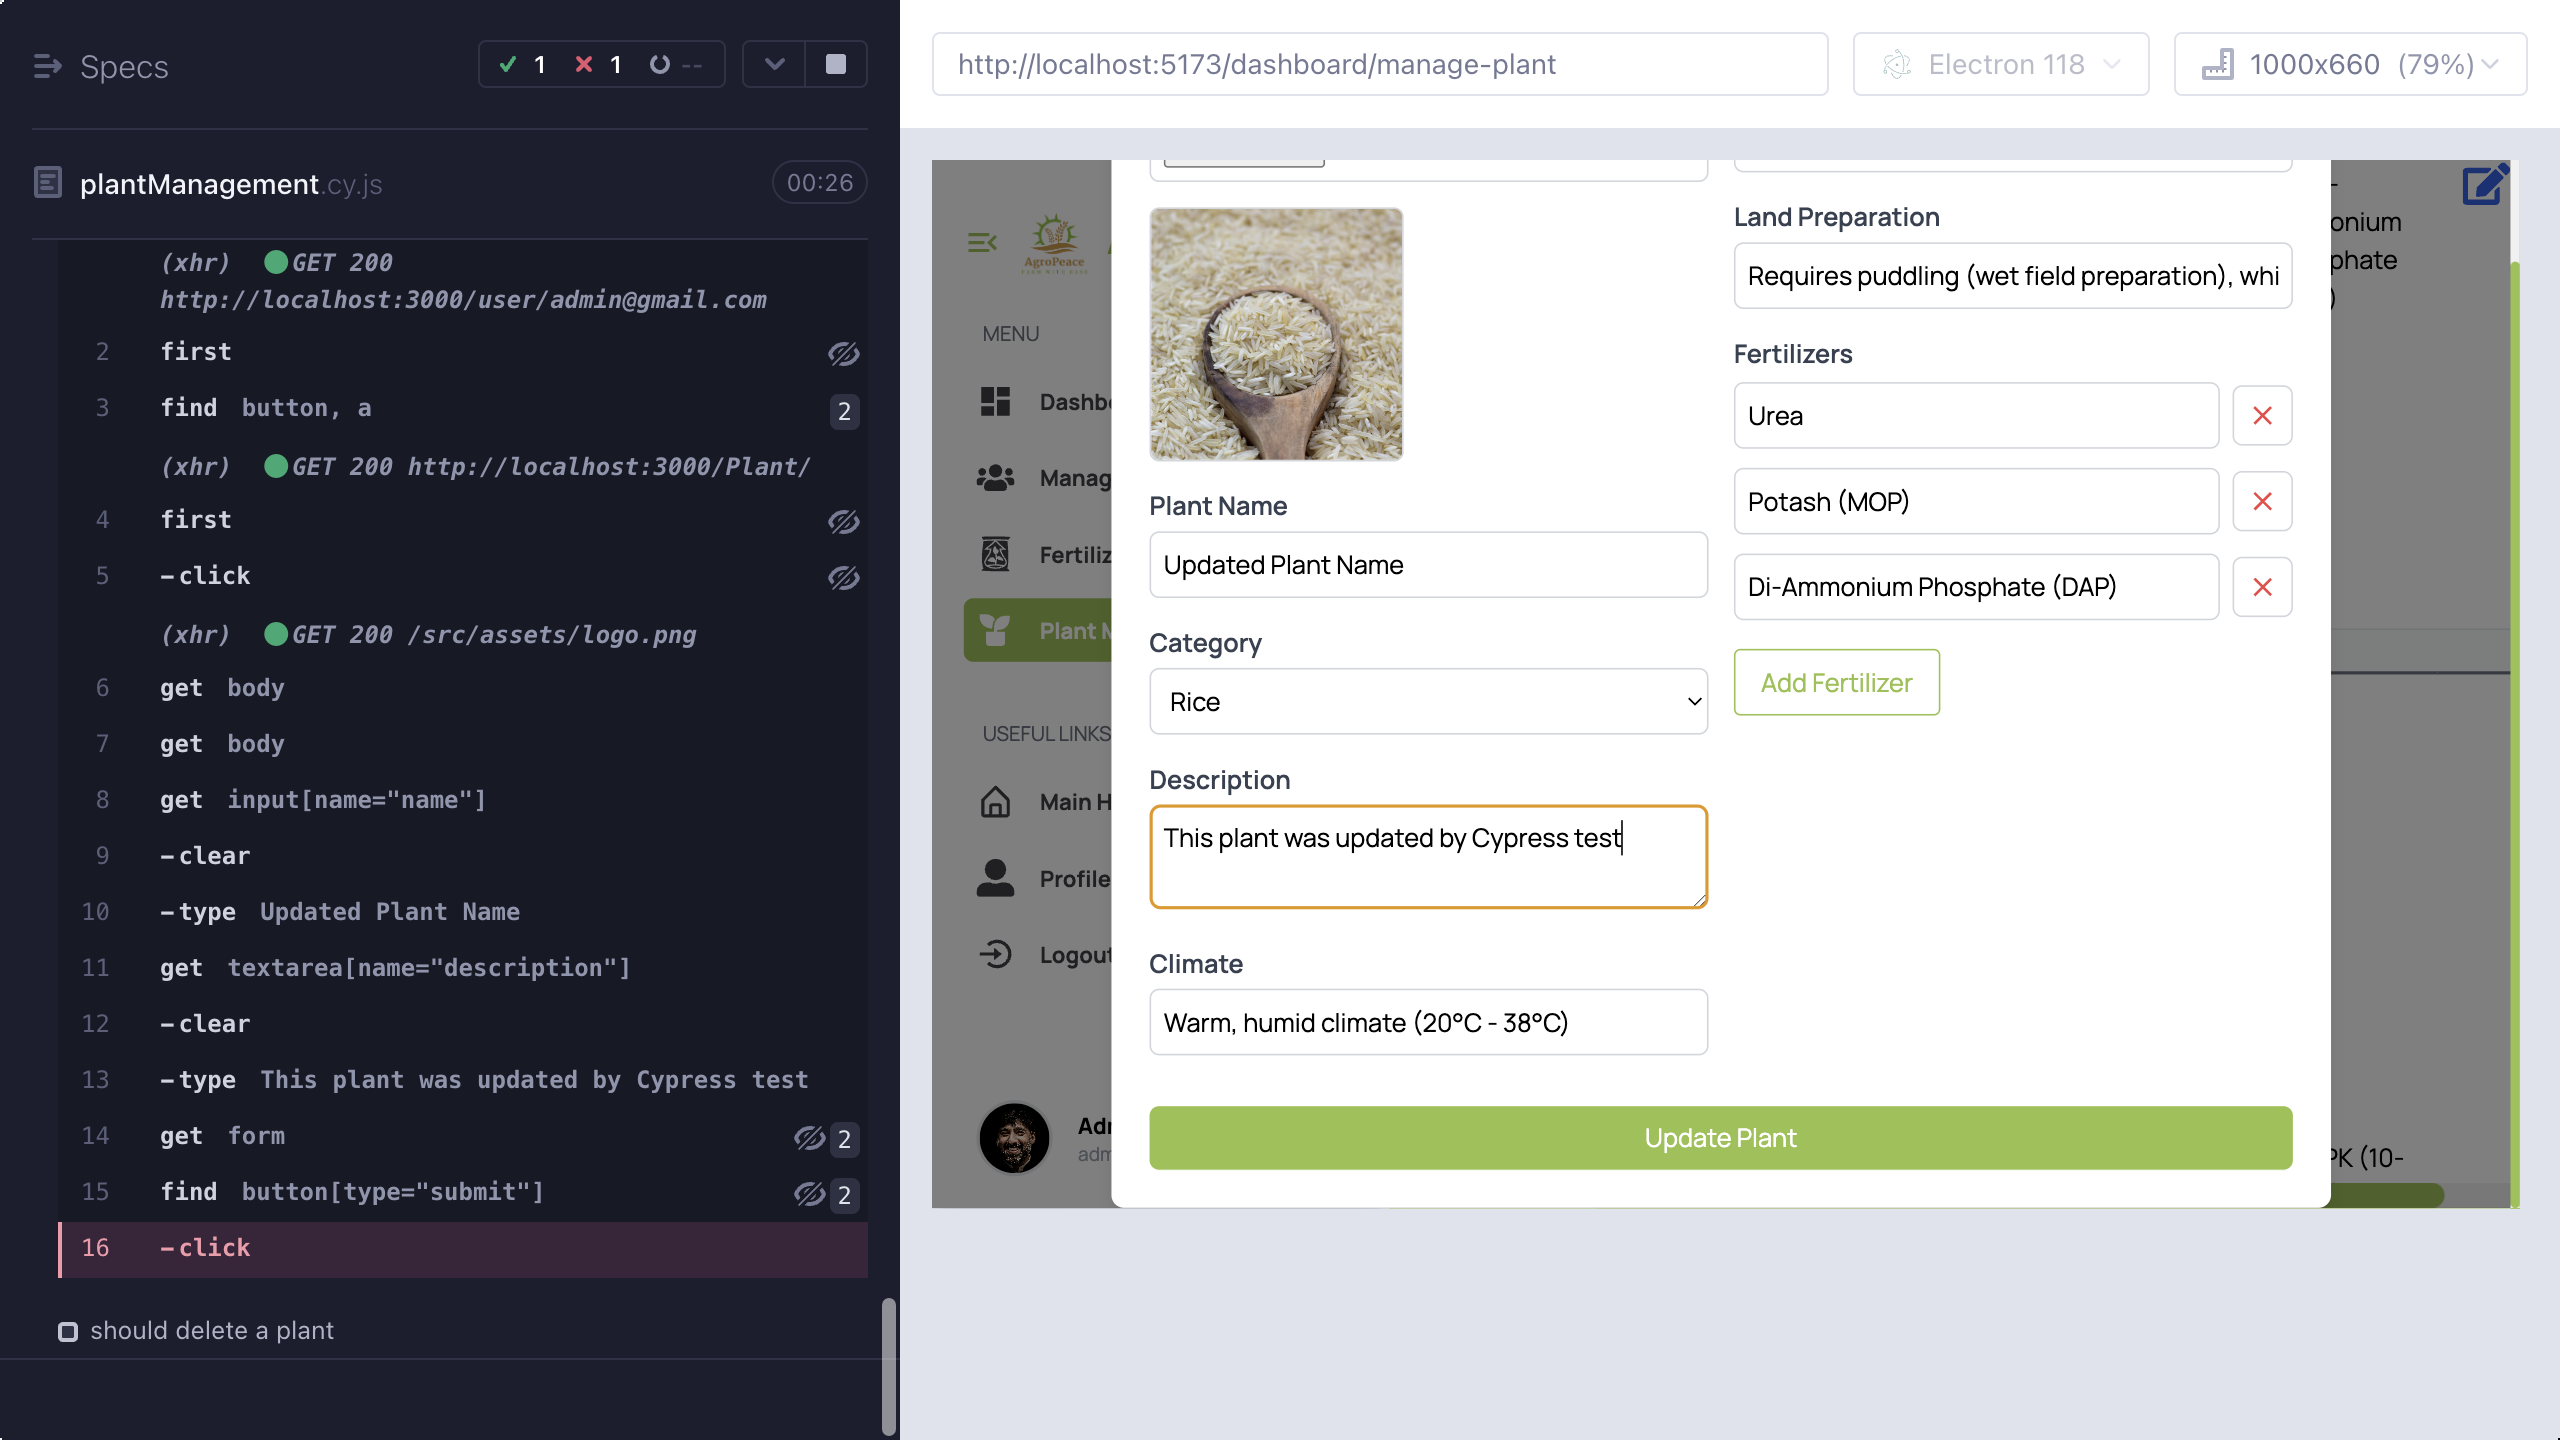 Specs
1
1
--
plantManagement.cy.js
00:26
(xhr) GET 200
http://localhost:3000/user/admin@gmail.com
2 first
3 find button, a 2
(xhr) GET 200 http://localhost:3000/Plant/
4 first
5 -click
(xhr) GET 200 /src/assets/logo.png
6 get body
7 get body
8 get input[name="name"]
9 -clear
10 -type Updated Plant Name
11 get textarea[name="description"]
12 -clear
13 -type This plant was updated by Cypress test
14 get form 2
15 find button[type="submit"] 2
16 -click
should delete a plant
http://localhost:5173/dashboard/manage-plant
Electron 118
1000x660 (79%)
AgroPeace
MENU
Dashb
Manag
Fertiliz
Plant M
USEFUL LINKS
Main H
Profile
Logout
Adr
adm
Plant Name
Updated Plant Name
Category
Rice
Description
This plant was updated by Cypress test
Climate
Warm, humid climate (20°C - 38°C)
Land Preparation
Requires puddling (wet field preparation), whi
Fertilizers
Urea
Potash (MOP)
Di-Ammonium Phosphate (DAP)
Add Fertilizer
Update Plant
-
onium
phate
)
PK (10-